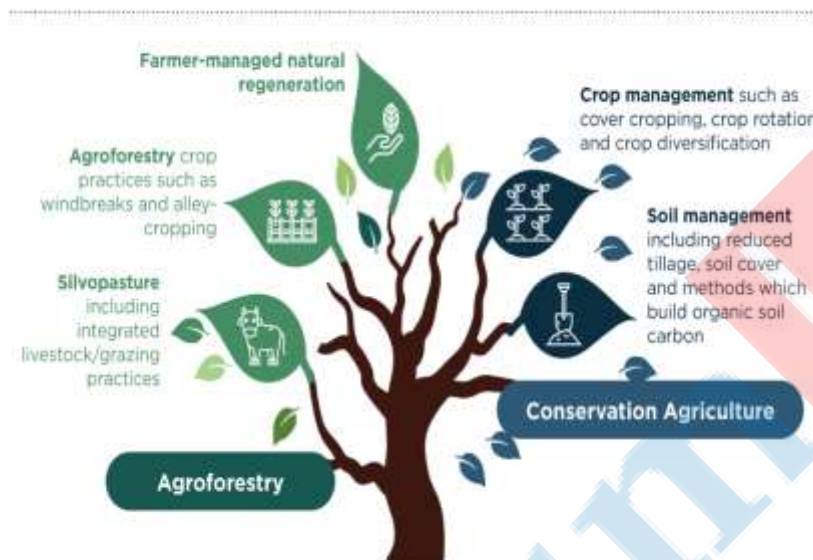 Farmer-managed natural
regeneration
Agroforestry crop
practices such as
windbreaks and alley-
cropping
Silvopasture
including
integrated
livestock/grazing
practices
Agroforestry
Crop management such as
cover cropping, crop rotation
and crop diversification
Soil management
including reduced
tillage, soil cover
and methods which
build organic soil
carbon
Conservation Agriculture